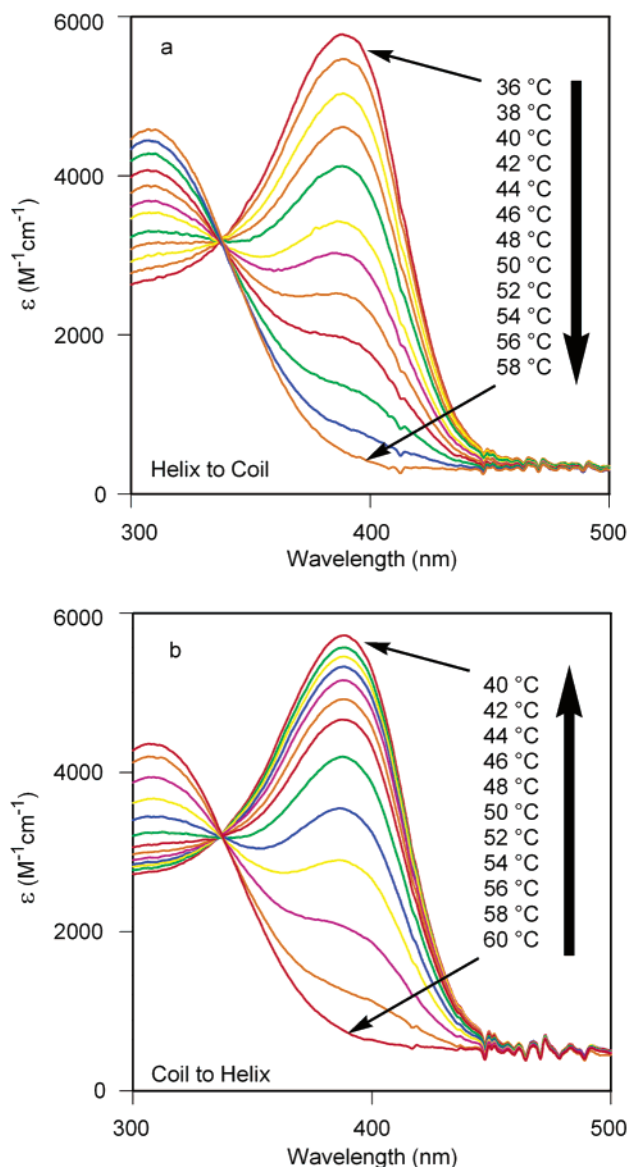 6000
a
36 °C
38 °C
40 °C
42 °C
44 °C
46 °C
48 °C
50 °C
52 °C
54 °C
56 °C
58 °C
4000
ε (M⁻¹cm⁻¹)
2000
Helix to Coil
0
300
400
500
Wavelength (nm)
6000
b
40 °C
42 °C
44 °C
46 °C
48 °C
50 °C
52 °C
54 °C
56 °C
58 °C
60 °C
4000
ε (M⁻¹cm⁻¹)
2000
Coil to Helix
0
300
400
500
Wavelength (nm)